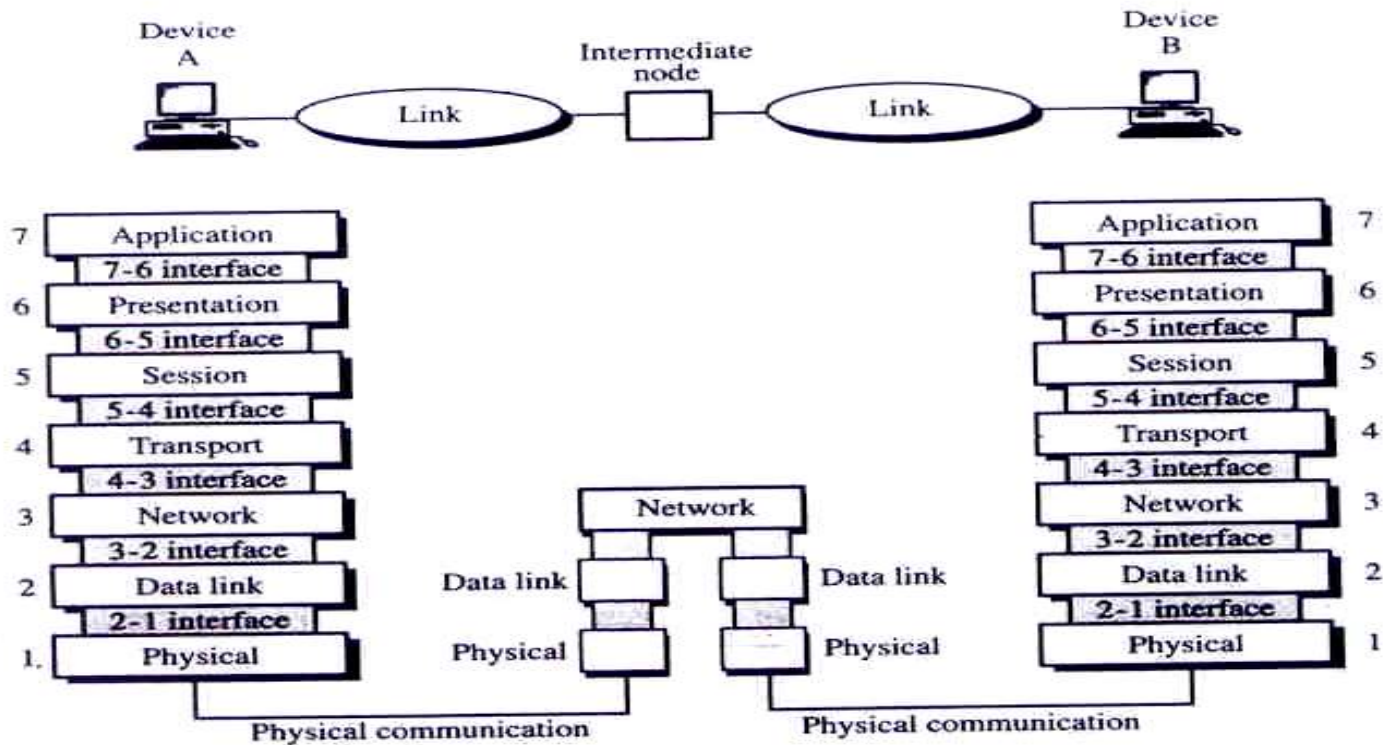 Device
A
Intermediate
node
Device
B
Link
Link
7 Application
7-6 interface
6 Presentation
6-5 interface
5 Session
5-4 interface
4 Transport
4-3 interface
3 Network
3-2 interface
2 Data link
2-1 interface
1. Physical
Network
Data link
Data link
Physical
Physical
Application 7
7-6 interface
Presentation 6
6-5 interface
Session 5
5-4 interface
Transport 4
4-3 interface
Network 3
3-2 interface
Data link 2
2-1 interface
Physical 1
Physical communication
Physical communication